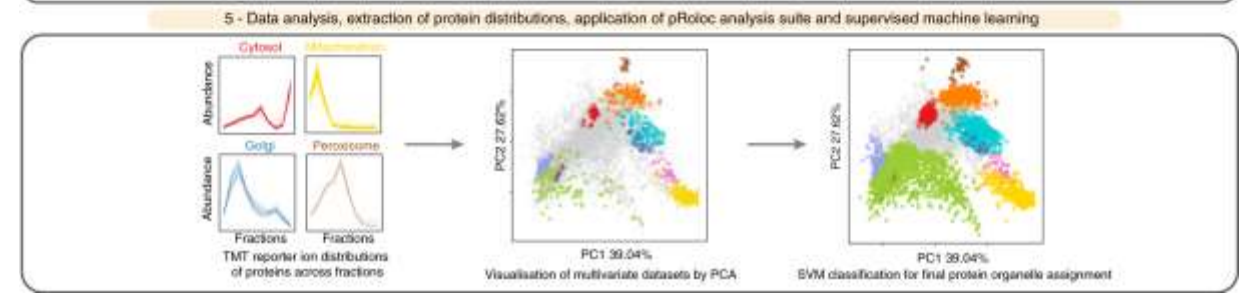 5 - Data analysis, extraction of protein distributions, application of pRoloc analysis suite and supervised machine learning
Cytosol
Mitochondrion
Abundance
Golgi
Peroxisome
Abundance
Fractions
Fractions
TMT reporter ion distributions
of proteins across fractions
PC2 27.62%
PC1 39.04%
Visualisation of multivariate datasets by PCA
PC2 27.62%
PC1 39.04%
SVM classification for final protein organelle assignment